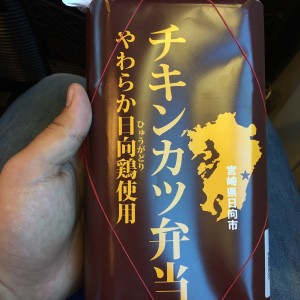 チキンカツ弁当
やわらか日向鶏使用
ひゅうがどり
宮崎県日向市